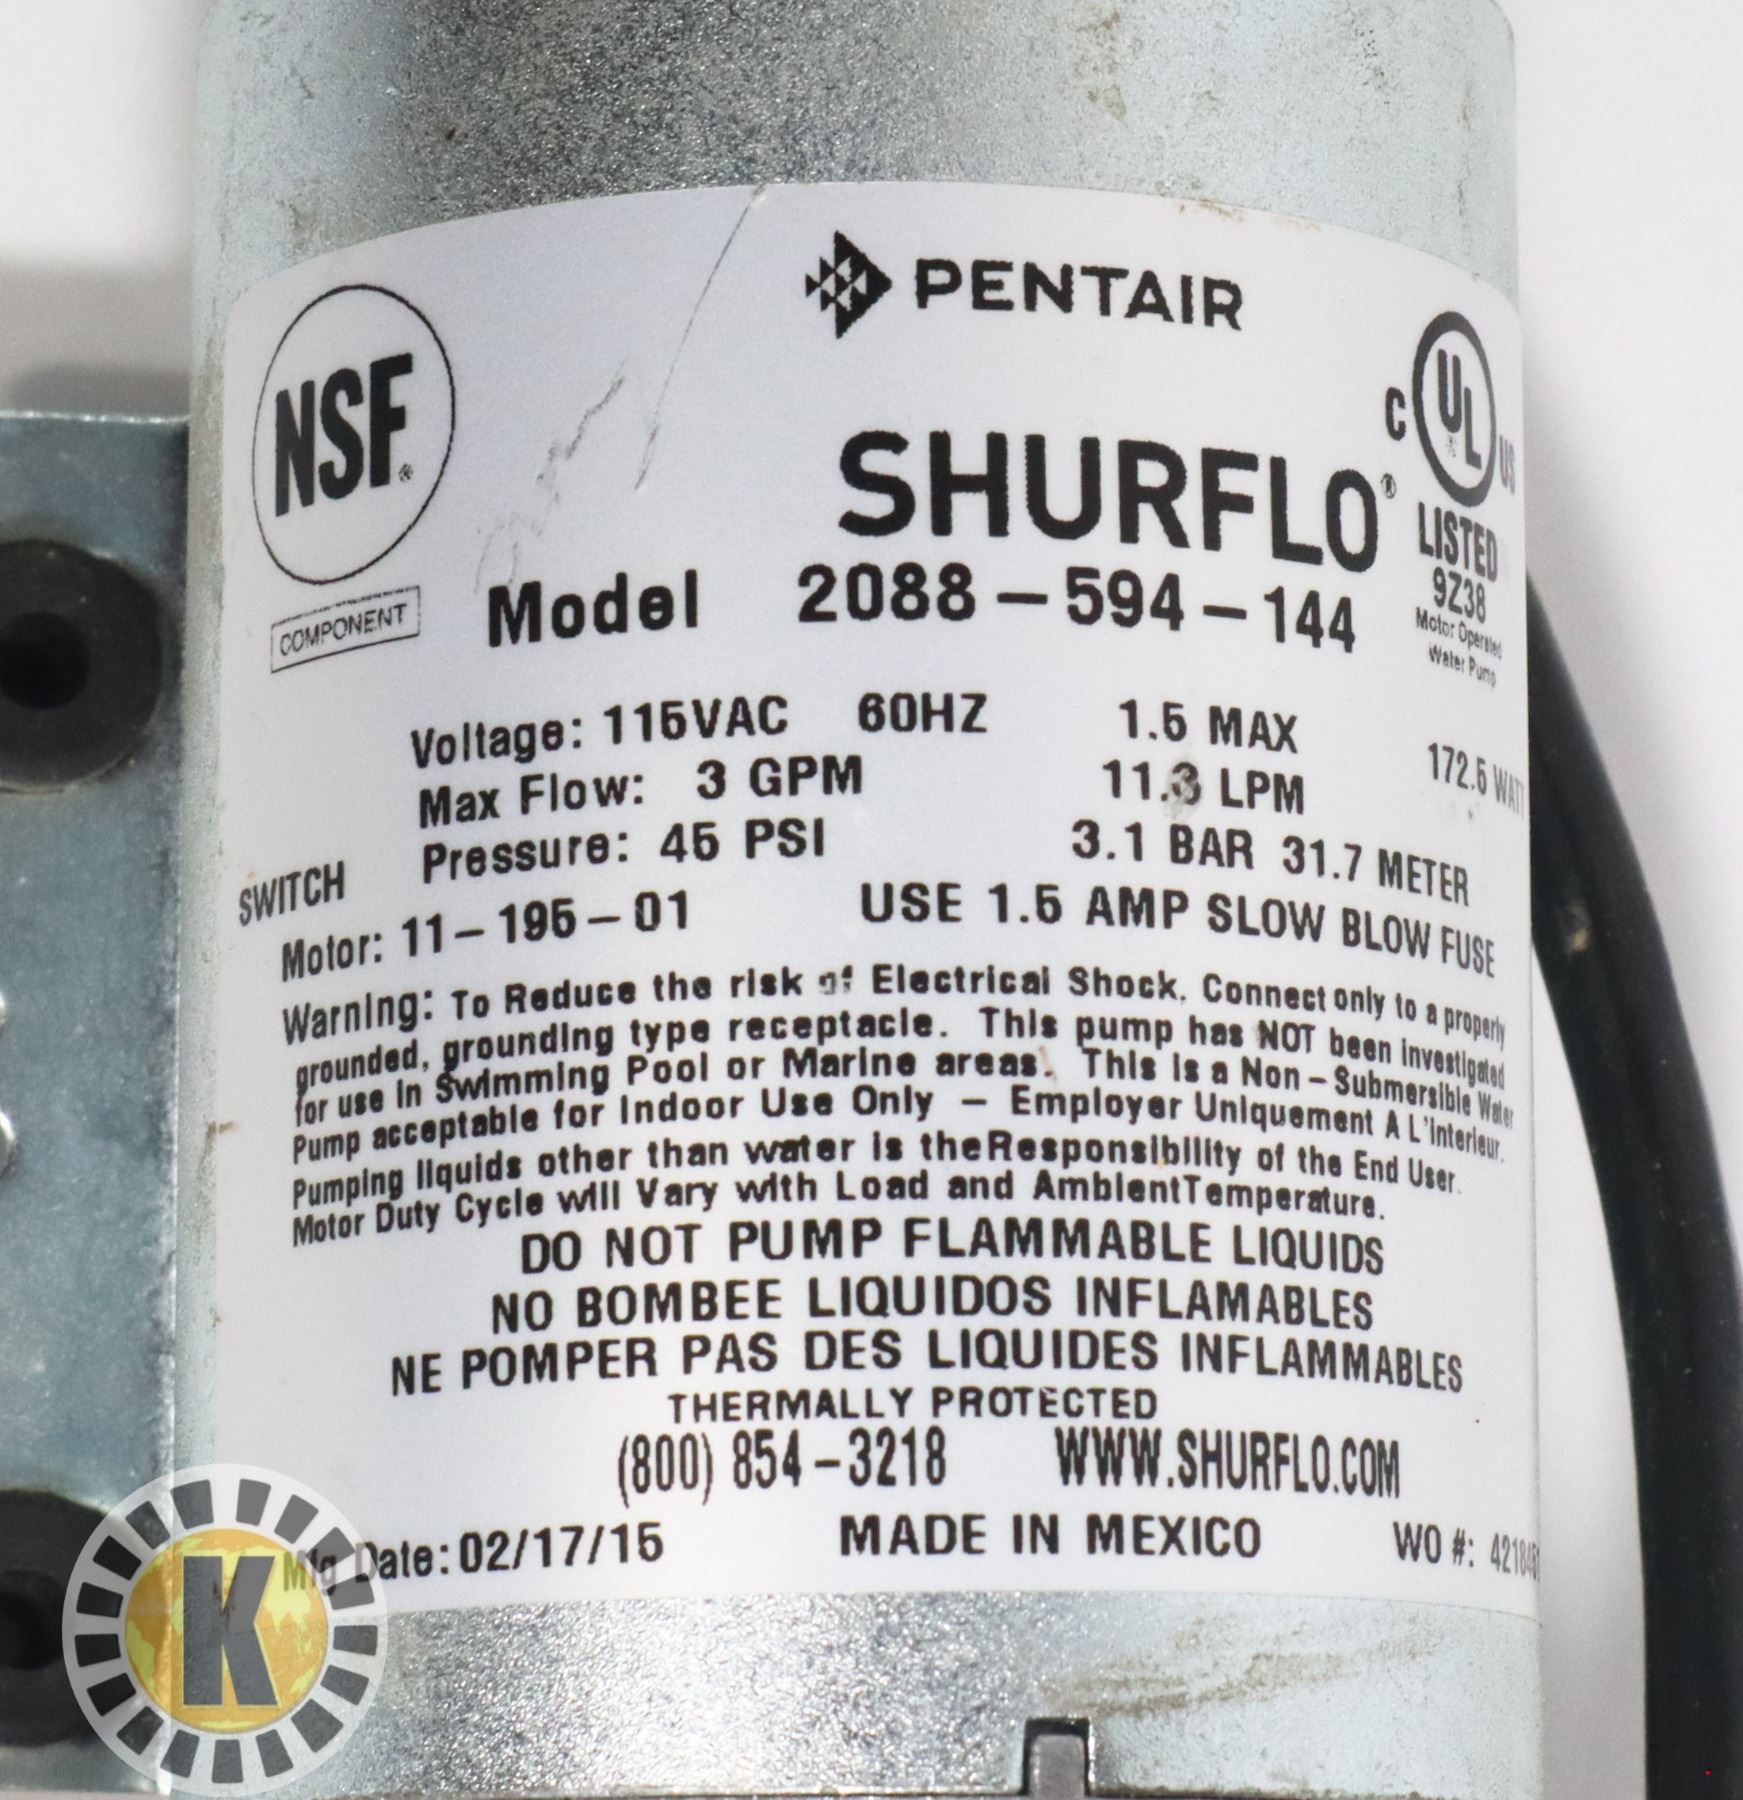 PENTAIR
NSF®
COMPONENT
C UL® US
LISTED
9Z38
Motor Operated
Water Pump
SHURFLO®
Model 2088-594-144
Voltage: 115VAC 60HZ 1.5 MAX 172.5 WATT
Max Flow: 3 GPM 11.3 LPM
Pressure: 45 PSI 3.1 BAR 31.7 METER
SWITCH
Motor: 11-195-01 USE 1.5 AMP SLOW BLOW FUSE
Warning: To Reduce the risk of Electrical Shock. Connect only to a properly
grounded, grounding type receptacle. This pump has NOT been investigated
for use in Swimming Pool or Marine areas. This is a Non-Submersible Water
Pump acceptable for Indoor Use Only - Employer Uniquement A L'interieur.
Pumping liquids other than water is the Responsibility of the End User.
Motor Duty Cycle will Vary with Load and Ambient Temperature.
DO NOT PUMP FLAMMABLE LIQUIDS
NO BOMBEE LIQUIDOS INFLAMABLES
NE POMPER PAS DES LIQUIDES INFLAMMABLES
THERMALLY PROTECTED
(800) 854-3218 WWW.SHURFLO.COM
Mfg Date: 02/17/15 MADE IN MEXICO WO #:
K